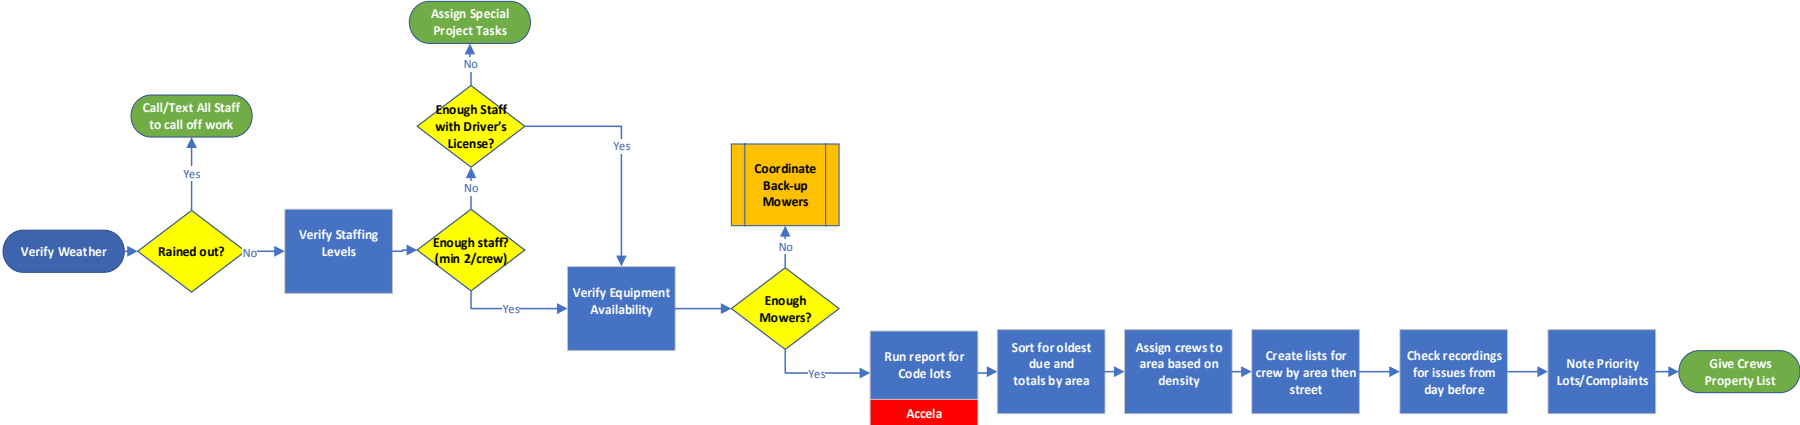 Assign Special
Project Tasks
No
Call/Text All Staff
to call off work
Enough Staff
with Driver's
License?
Yes
Yes
No
Coordinate
Back-up
Mowers
Verify Weather
Rained out?
No
Verify Staffing
Levels
Enough staff?
(min 2/crew)
Yes
Verify Equipment
Availability
No
Enough
Mowers?
Yes
Run report for
Code lots
Accela
Sort for oldest
due and
totals by area
Assign crews to
area based on
density
Create lists for
crew by area then
street
Check recordings
for issues from
day before
Note Priority
Lots/Complaints
Give Crews
Property List